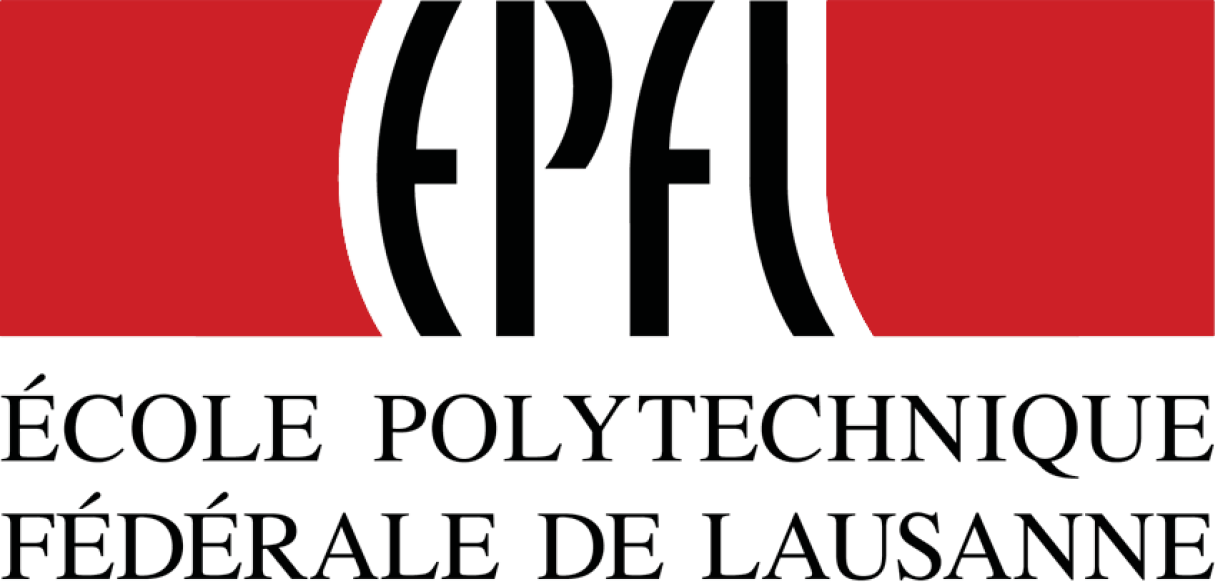 EPFL
ÉCOLE POLYTECHNIQUE
FÉDÉRALE DE LAUSANNE